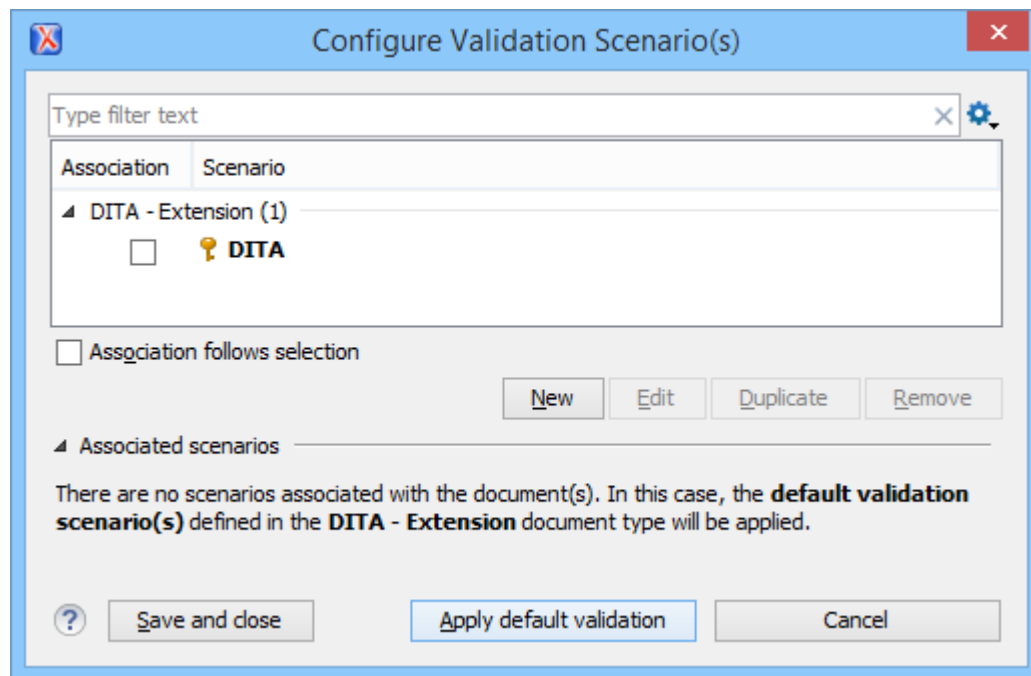 Configure Validation Scenario(s)
Type filter text
Association Scenario
DITA - Extension (1)
DITA
Association follows selection
New Edit Duplicate Remove
Associated scenarios
There are no scenarios associated with the document(s). In this case, the default validation
scenario(s) defined in the DITA - Extension document type will be applied.
? Save and close Apply default validation Cancel